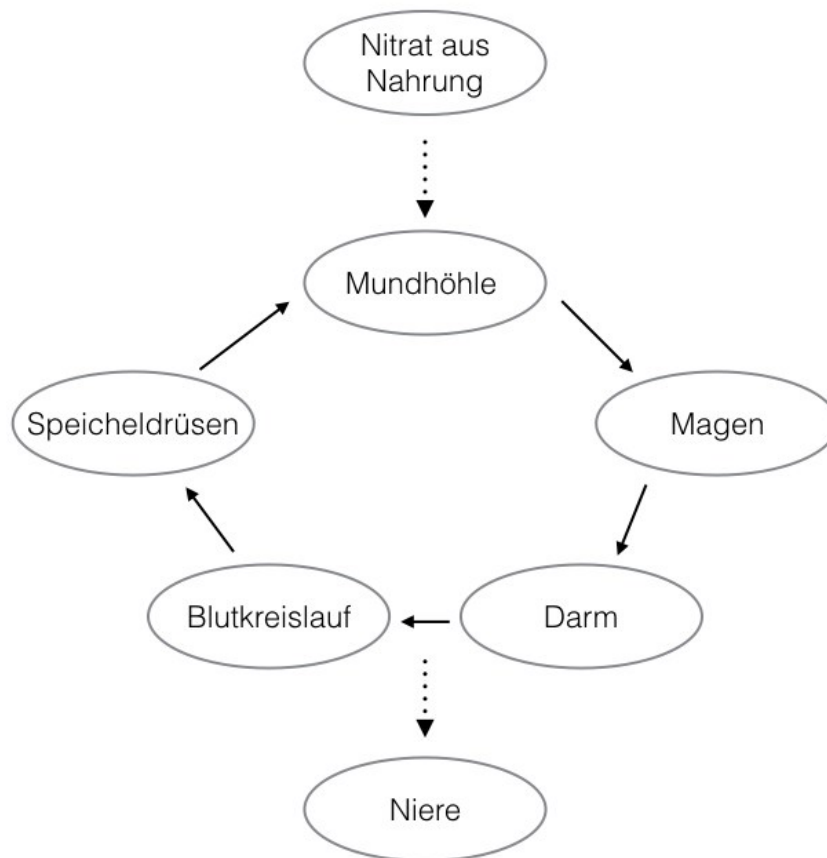 Nitrat aus
Nahrung
Mundhöhle
Speicheldrüsen
Magen
Blutkreislauf
Darm
Niere